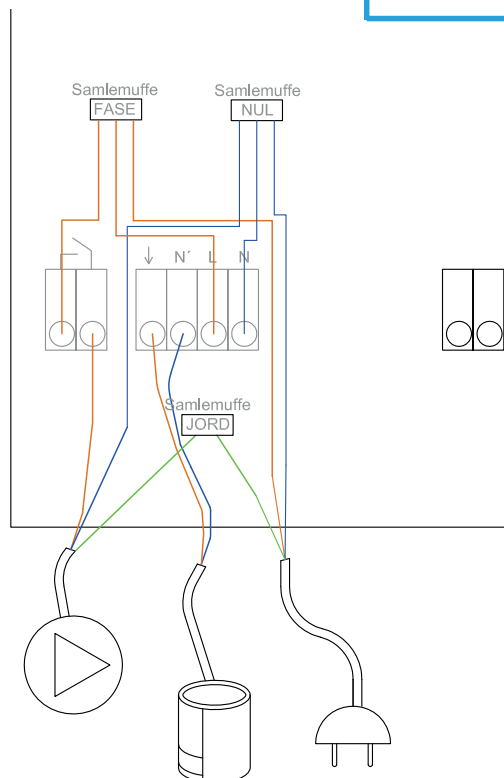 Samlemuffe Samlemuffe
FASE NUL
↓ N´ L N
Samlemuffe
JORD